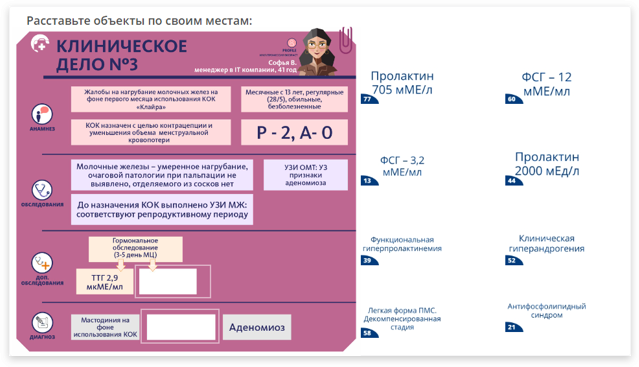 Расставьте объекты по своим местам:
КЛИНИЧЕСКОЕ
ДЕЛО №3
Софья В,
менеджер в IT компании, 41 год
Жалобы на нагрубание молочных желез на
фоне первого месяца использования КОК
«Клайра»
Месячные с 13 лет, регулярные
(28/5), обильные,
безболезненные
АНАМНЕЗ
КОК назначен с целью контрацепции и
уменьшения объема менструальной
кровопотери
P - 2, A- 0
Молочные железы – умеренное нагрубание,
очаговой патологии при пальпации не
выявлено, отделяемого из сосков нет
УЗИ ОМТ: УЗ
признаки
аденомиоза
ОБСЛЕДОВАНИЯ
До назначения КОК выполнено УЗИ МЖ:
соответствуют репродуктивному периоду
Гормональное
обследование
(3-5 день МЦ)
ДОП.
ОБСЛЕДОВАНИЯ
ТТГ 2,9
мкМЕ/мл
ДИАГНОЗ
Мастодиния на
фоне
использования КОК
Аденомиоз
Пролактин
705 мМЕ/л
77
ФСГ – 12
мМЕ/мл
60
ФСГ – 3,2
мМЕ/мл
13
Пролактин
2000 мЕд/л
44
Функциональная
гиперпролактинемия
39
Клиническая
гиперандрогения
52
Легкая форма ПМС.
Декомпенсированная
стадия
58
Антифосфолипидный
синдром
21